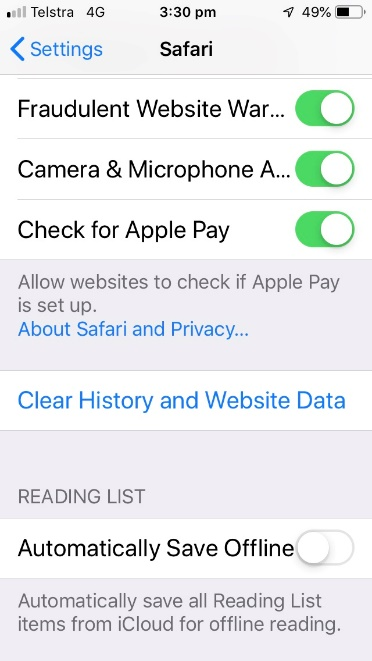 Telstra 4G 3:30 pm 49%
Settings Safari
Fraudulent Website War...
Camera & Microphone A...
Check for Apple Pay
Allow websites to check if Apple Pay
is set up.
About Safari and Privacy...
Clear History and Website Data
READING LIST
Automatically Save Offline
Automatically save all Reading List
items from iCloud for offline reading.